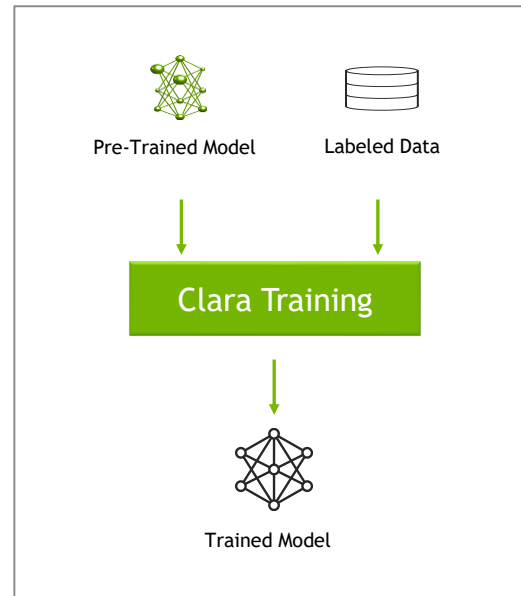 Pre-Trained Model
Labeled Data
Clara Training
Trained Model